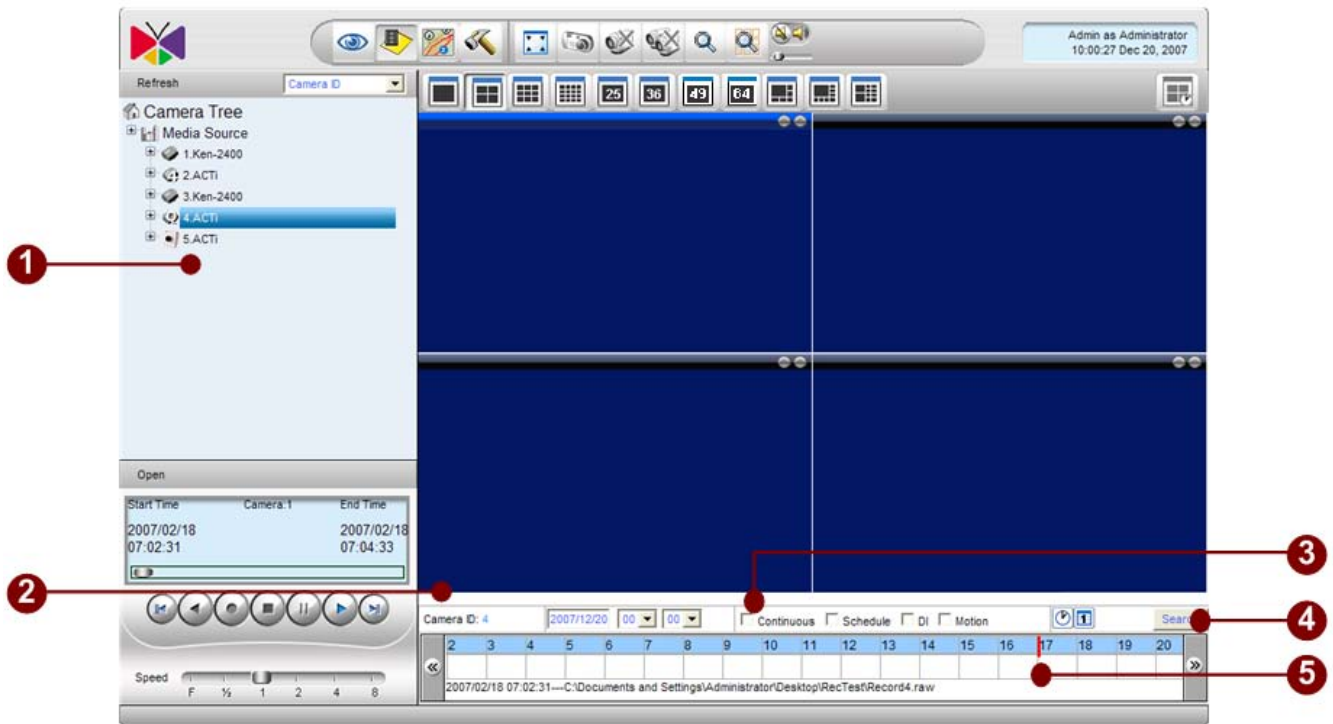 Admin as Administrator
10:00:27 Dec 20, 2007
Refresh Camera ID
25 36 49 64
Camera Tree
Media Source
1.Ken-2400
2.ACTi
3.Ken-2400
4.ACTi
5.ACTi
1
Open
Start Time Camera:1 End Time
2007/02/18 2007/02/18
07:02:31 07:04:33
2
3
Camera ID: 4 2007/12/20 00 00 Continuous Schedule DI Motion 1 Searc
4
2 3 4 5 6 7 8 9 10 11 12 13 14 15 16 17 18 19 20
5
2007/02/18 07:02:31---C:\Documents and Settings\Administrator\Desktop\RecTest\Record4.raw
Speed
F ½ 1 2 4 8